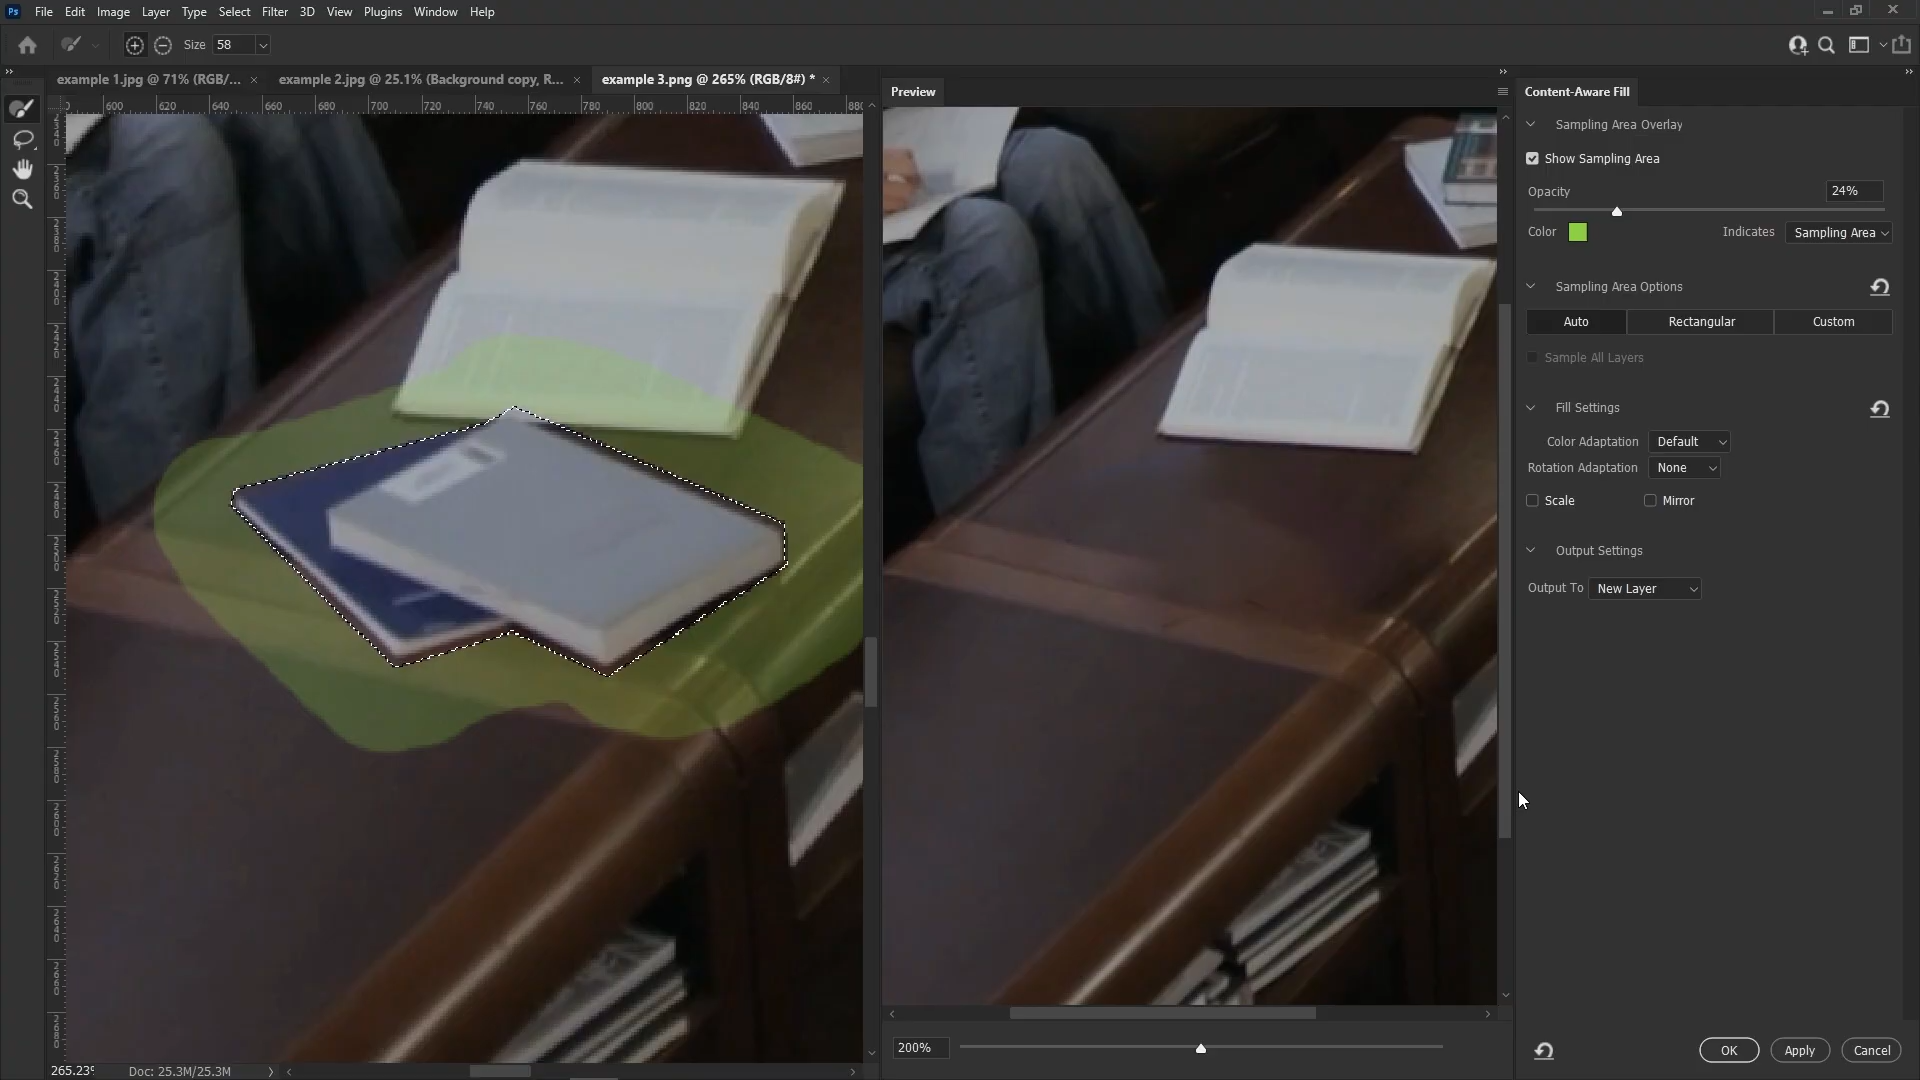 Ps File Edit Image Layer Type Select Filter 3D View Plugins Window Help
Size 58
example 1.jpg @ 71% (RGB/... × example 2.jpg @ 25.1% (Background copy, R... × example 3.png @ 265% (RGB/8#) * ×
600 620 640 660 680 700 720 740 760 780 800 820 840 860 880
Preview
Content-Aware Fill
Sampling Area Overlay
Show Sampling Area
Opacity 24%
Color Indicates Sampling Area
Sampling Area Options
Auto Rectangular Custom
Sample All Layers
Fill Settings
Color Adaptation Default
Rotation Adaptation None
Scale Mirror
Output Settings
Output To New Layer
200%
OK Apply Cancel
265.23% Doc: 25.3M/25.3M